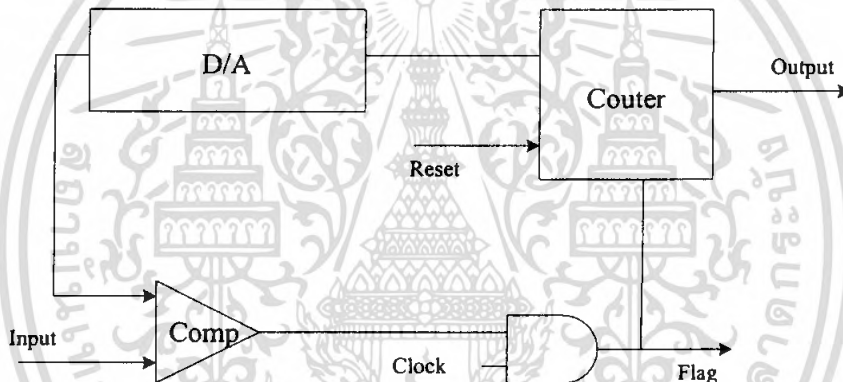 D/A
Couter
Output
Reset
Comp
Input
Clock
Flag